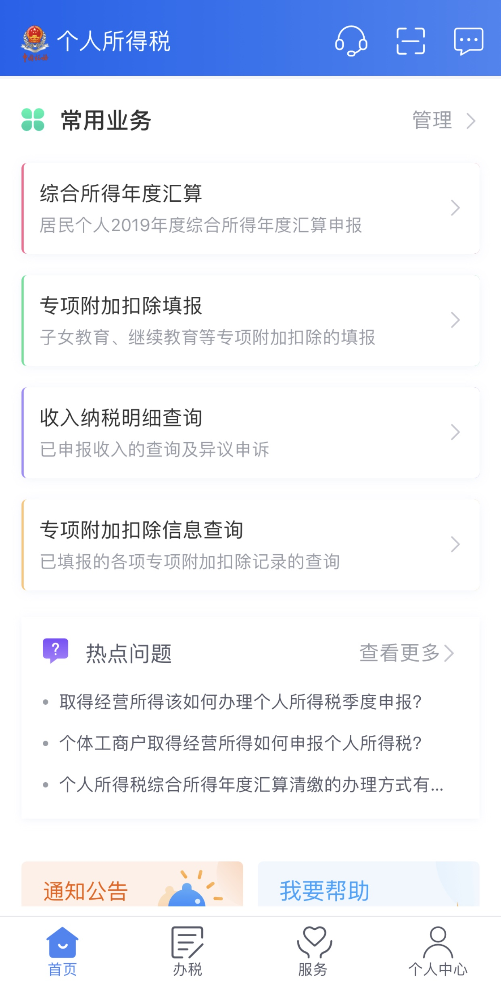 个人所得税
常用业务
管理
综合所得年度汇算
居民个人2019年度综合所得年度汇算申报
专项附加扣除填报
子女教育、继续教育等专项附加扣除的填报
收入纳税明细查询
已申报收入的查询及异议申诉
专项附加扣除信息查询
已填报的各项专项附加扣除记录的查询
热点问题
查看更多
取得经营所得该如何办理个人所得税季度申报?
个体工商户取得经营所得如何申报个人所得税?
个人所得税综合所得年度汇算清缴的办理方式有...
通知公告
我要帮助
首页
办税
服务
个人中心